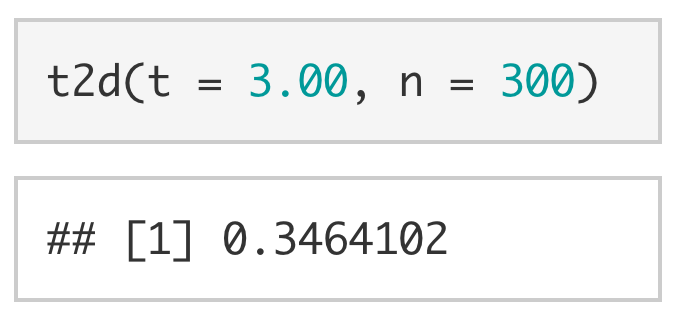 t2d(t = 3.00, n = 300)
## [1] 0.3464102